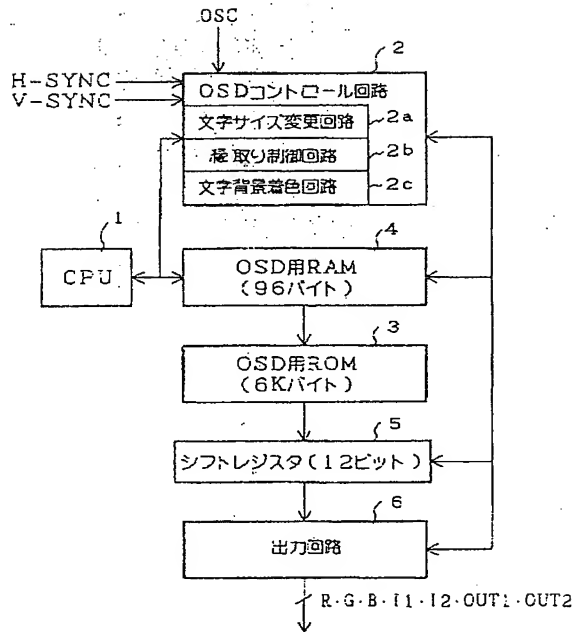 OSC
H-SYNC
V-SYNC
2
OSDコントロール回路
文字サイズ変更回路
2a
縁取り制御回路
2b
文字背景着色回路
2c
1
CPU
4
OSD用RAM
(96バイト)
3
OSD用ROM
(6Kバイト)
5
シフトレジスタ(12ビット)
6
出力回路
R・G・B・I1・I2・OUT1・OUT2